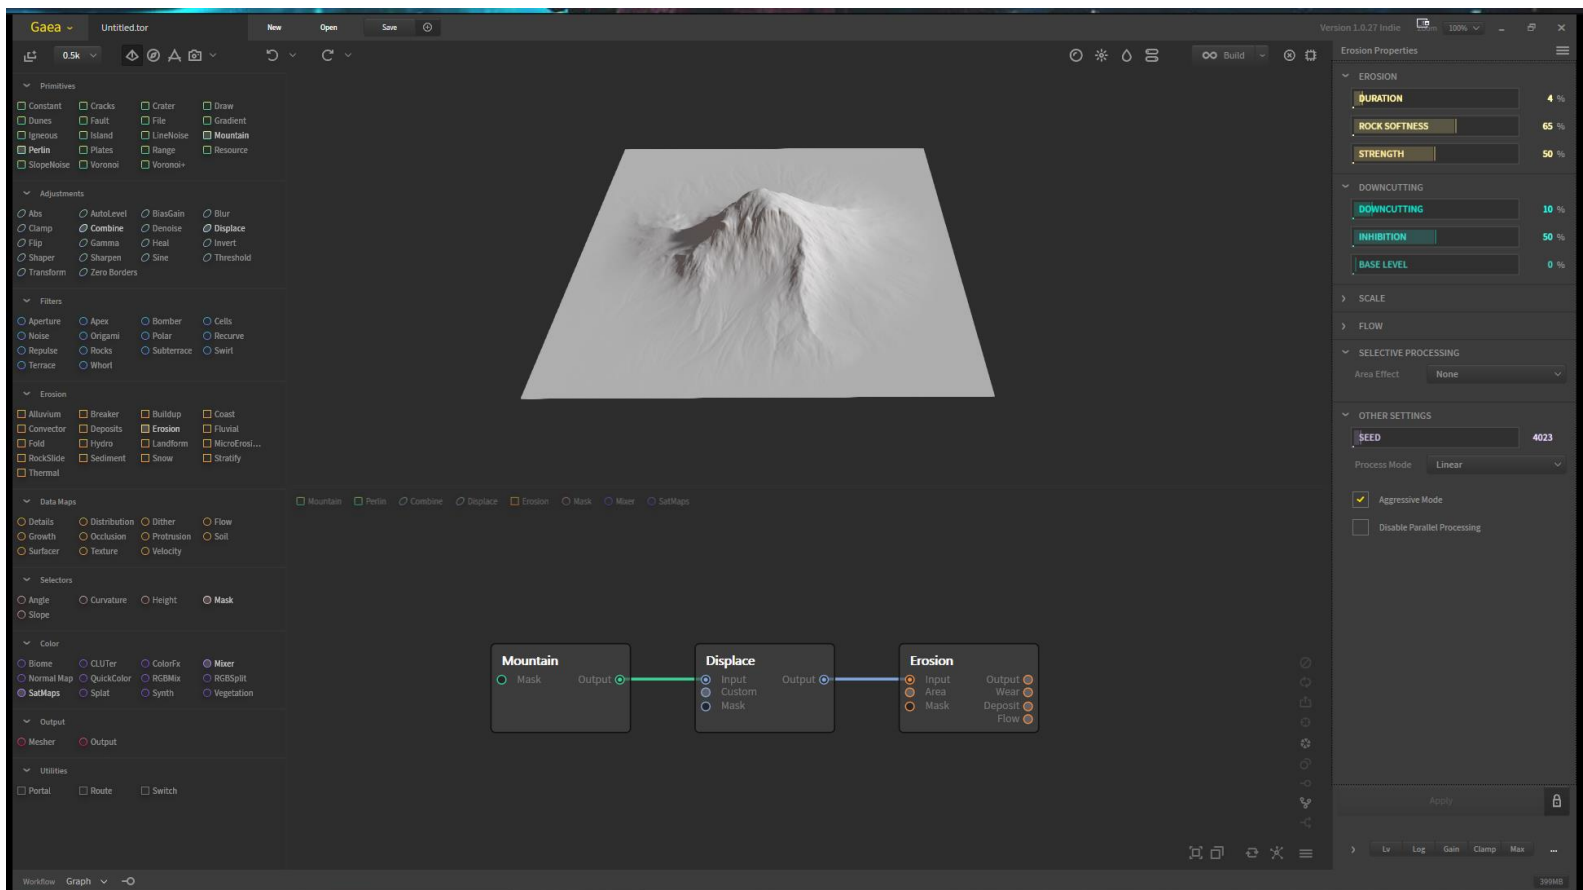 Gaea
Untitled.tor
New
Open
Save
Version 1.0.27 Indie
Zoom
100%
0.5k
Build
Erosion Properties
Primitives
Constant Cracks Crater Draw
Dunes Fault File Gradient
Igneous Island LineNoise Mountain
Perlin Plates Range Resource
SlopeNoise Voronoi Voronoi+
Adjustments
Abs AutoLevel BiasGain Blur
Clamp Combine Denoise Displace
Flip Gamma Heal Invert
Shaper Sharpen Sine Threshold
Transform Zero Borders
Filters
Aperture Apex Bomber Cells
Noise Origami Polar Recurve
Repulse Rocks Subterrace Swirl
Terrace Whorl
Erosion
Alluvium Breaker Buildup Coast
Convector Deposits Erosion Fluvial
Fold Hydro Landform MicroErosi...
RockSlide Sediment Snow Stratify
Thermal
Data Maps
Details Distribution Dither Flow
Growth Occlusion Protrusion Soil
Surfacer Texture Velocity
Selectors
Angle Curvature Height Mask
Slope
Color
Biome CLUTer ColorFx Mixer
Normal Map QuickColor RGBMix RGBSplit
SatMaps Splat Synth Vegetation
Output
Mesher Output
Utilities
Portal Route Switch
Workflow Graph
Mountain Perlin Combine Displace Erosion Mask Mixer SatMaps
Mountain
Mask Output
Displace
Input Output
Custom
Mask
Erosion
Input Output
Area Wear
Mask Deposit
Flow
EROSION
DURATION 4 %
ROCK SOFTNESS 65 %
STRENGTH 50 %
DOWNCUTTING
DOWNCUTTING 10 %
INHIBITION 50 %
BASE LEVEL 0 %
SCALE
FLOW
SELECTIVE PROCESSING
Area Effect None
OTHER SETTINGS
SEED 4023
Process Mode Linear
Aggressive Mode
Disable Parallel Processing
Apply
Lv Log Gain Clamp Max ...
399MB